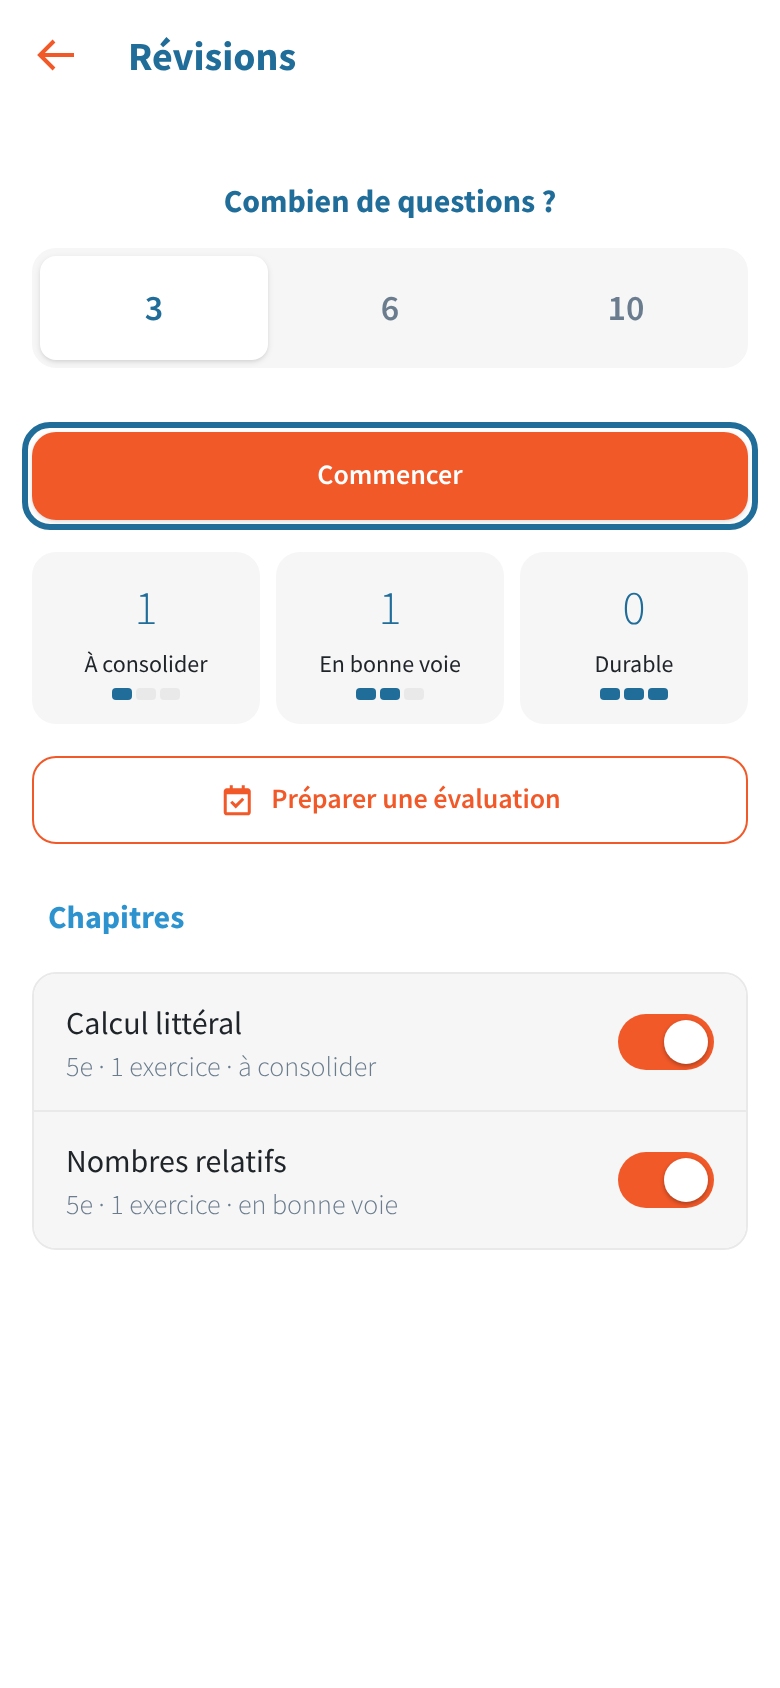 Révisions
Combien de questions ?
3
6
10
Commencer
1
À consolider
1
En bonne voie
0
Durable
Préparer une évaluation
Chapitres
Calcul littéral
5e · 1 exercice · à consolider
Nombres relatifs
5e · 1 exercice · en bonne voie